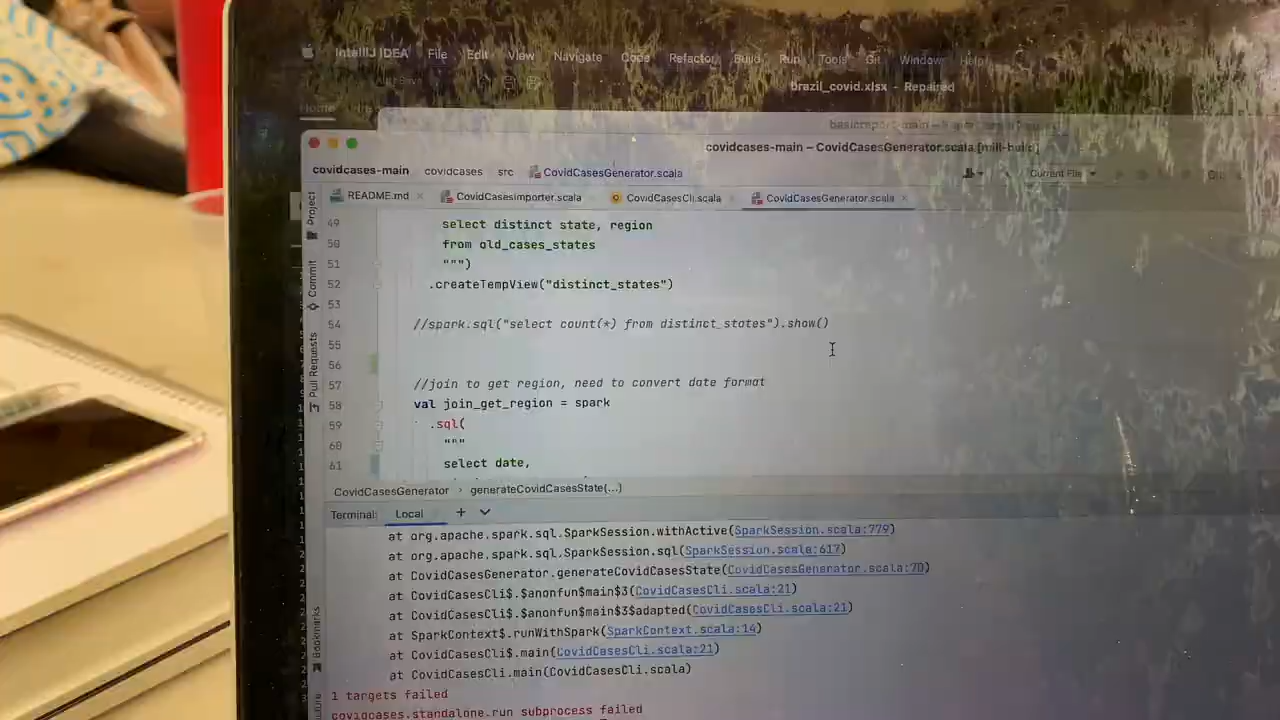 IntelliJ IDEA File Edit View Navigate Code Refactor Build Run Tools Git Window Help
brazil_covid.xlsx - Repaired
Home
covidcases-main – CovidCasesGenerator.scala [mill-build]
covidcases-main covidcases src CovidCasesGenerator.scala
Current File
README.md CovidCasesImporter.scala CovidCasesCli.scala CovidCasesGenerator.scala
Project
Commit
Pull Requests
49 select distinct state, region
50 from old_cases_states
51 """)
52 .createTempView("distinct_states")
53
54 //spark.sql("select count(*) from distinct_states").show()
55
56
57 //join to get region, need to convert date format
58 val join_get_region = spark
59 .sql(
60 """
61 select date,
CovidCasesGenerator › generateCovidCasesState(...)
Terminal: Local +
at org.apache.spark.sql.SparkSession.withActive(SparkSession.scala:779)
at org.apache.spark.sql.SparkSession.sql(SparkSession.scala:617)
at CovidCasesGenerator.generateCovidCasesState(CovidCasesGenerator.scala:70)
at CovidCasesCli$.$anonfun$main$3(CovidCasesCli.scala:21)
at CovidCasesCli$.$anonfun$main$3$adapted(CovidCasesCli.scala:21)
at SparkContext$.runWithSpark(SparkContext.scala:14)
at CovidCasesCli$.main(CovidCasesCli.scala:21)
at CovidCasesCli.main(CovidCasesCli.scala)
1 targets failed
covidcases.standalone.run subprocess failed
Bookmarks